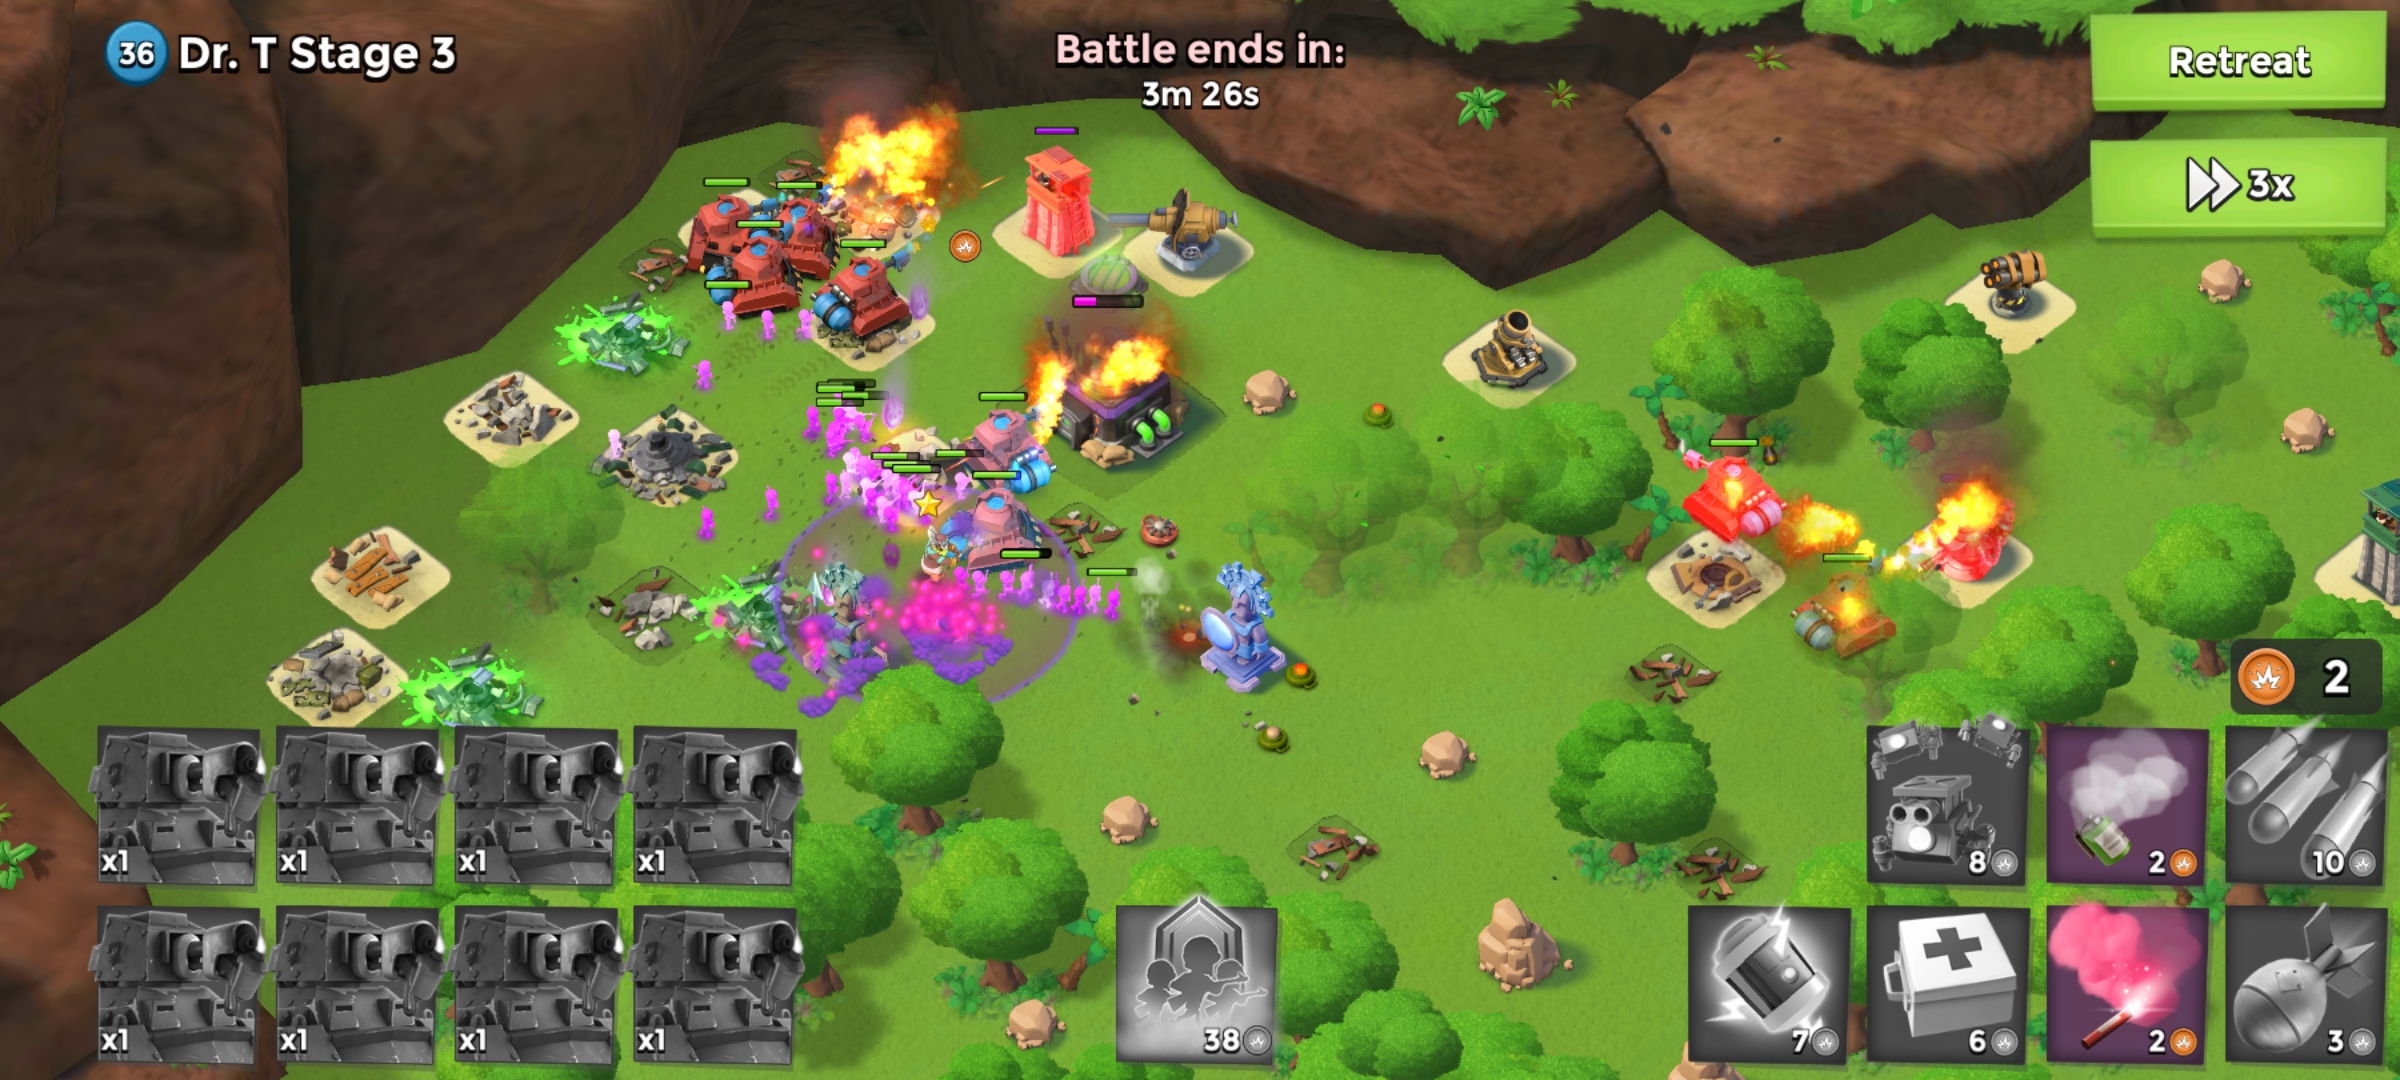 36 Dr. T Stage 3
Battle ends in:
3m 26s
Retreat
3x
2
8
2
10
x1 x1 x1 x1
x1 x1 x1 x1
38
7
6
2
3